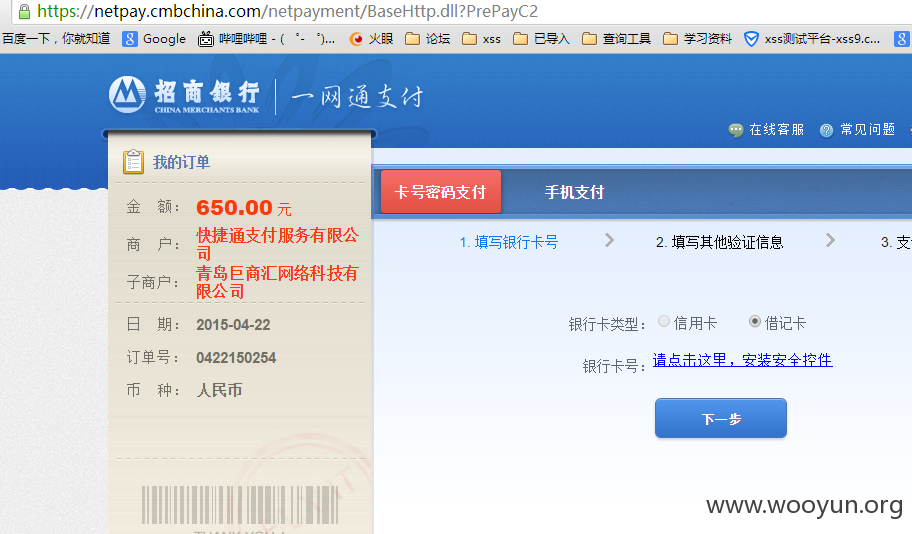 https://netpay.cmbchina.com/netpayment/BaseHttp.dll?PrePayC2
百度一下，你就知道 Google 哔哩哔哩 - ( ゜- ゜)... 火眼 论坛 xss 已导入 查询工具 学习资料 xss测试平台-xss9.c...
招商银行 一网通支付
CHINA MERCHANTS BANK
在线客服 常见问题
我的订单
卡号密码支付 手机支付
金 额： 650.00 元
商 户： 快捷通支付服务有限公
司
子商户： 青岛巨商汇网络科技有
限公司
日 期： 2015-04-22
订单号： 0422150254
币 种： 人民币
1. 填写银行卡号 2. 填写其他验证信息 3. 支
银行卡类型： 信用卡 借记卡
银行卡号： 请点击这里，安装安全控件
下一步
www.wooyun.org